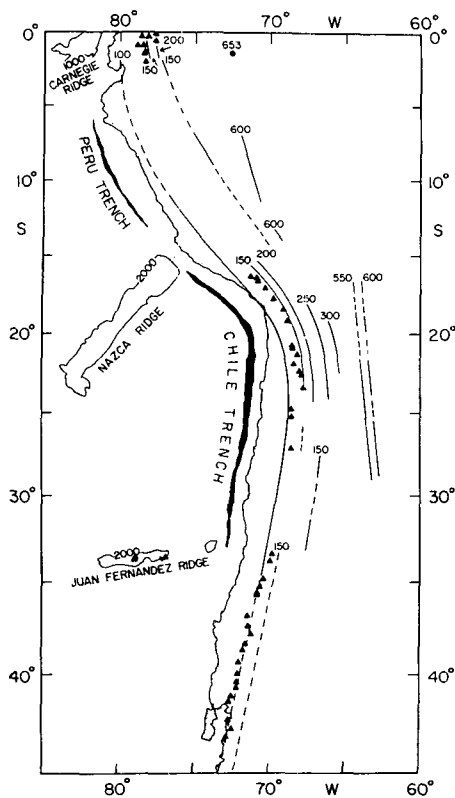 80° 70° W 60°
0° 100 200 653 0°
1000 150 150
CARNEGIE
RIDGE
600
PERU TRENCH
10° 10°
S 600 S
2000 150 200 550 600
250
300
20° 20°
NAZCA RIDGE
CHILE TRENCH
150
30° 30°
2000 150
JUAN FERNANDEZ RIDGE
40° 40°
80° 70° W 60°